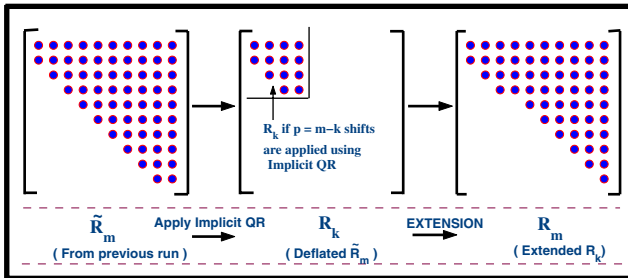 R_k if p = m−k shifts
are applied using
Implicit QR
R̃_m Apply Implicit QR R_k EXTENSION R_m
( From previous run ) (Deflated R̃_m ) (Extended R_k)